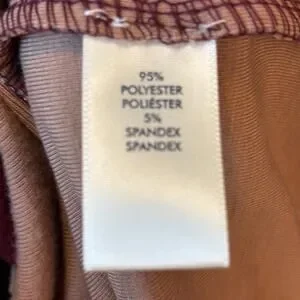 95%
POLYESTER
POLIÉSTER
5%
SPANDEX
SPANDEX